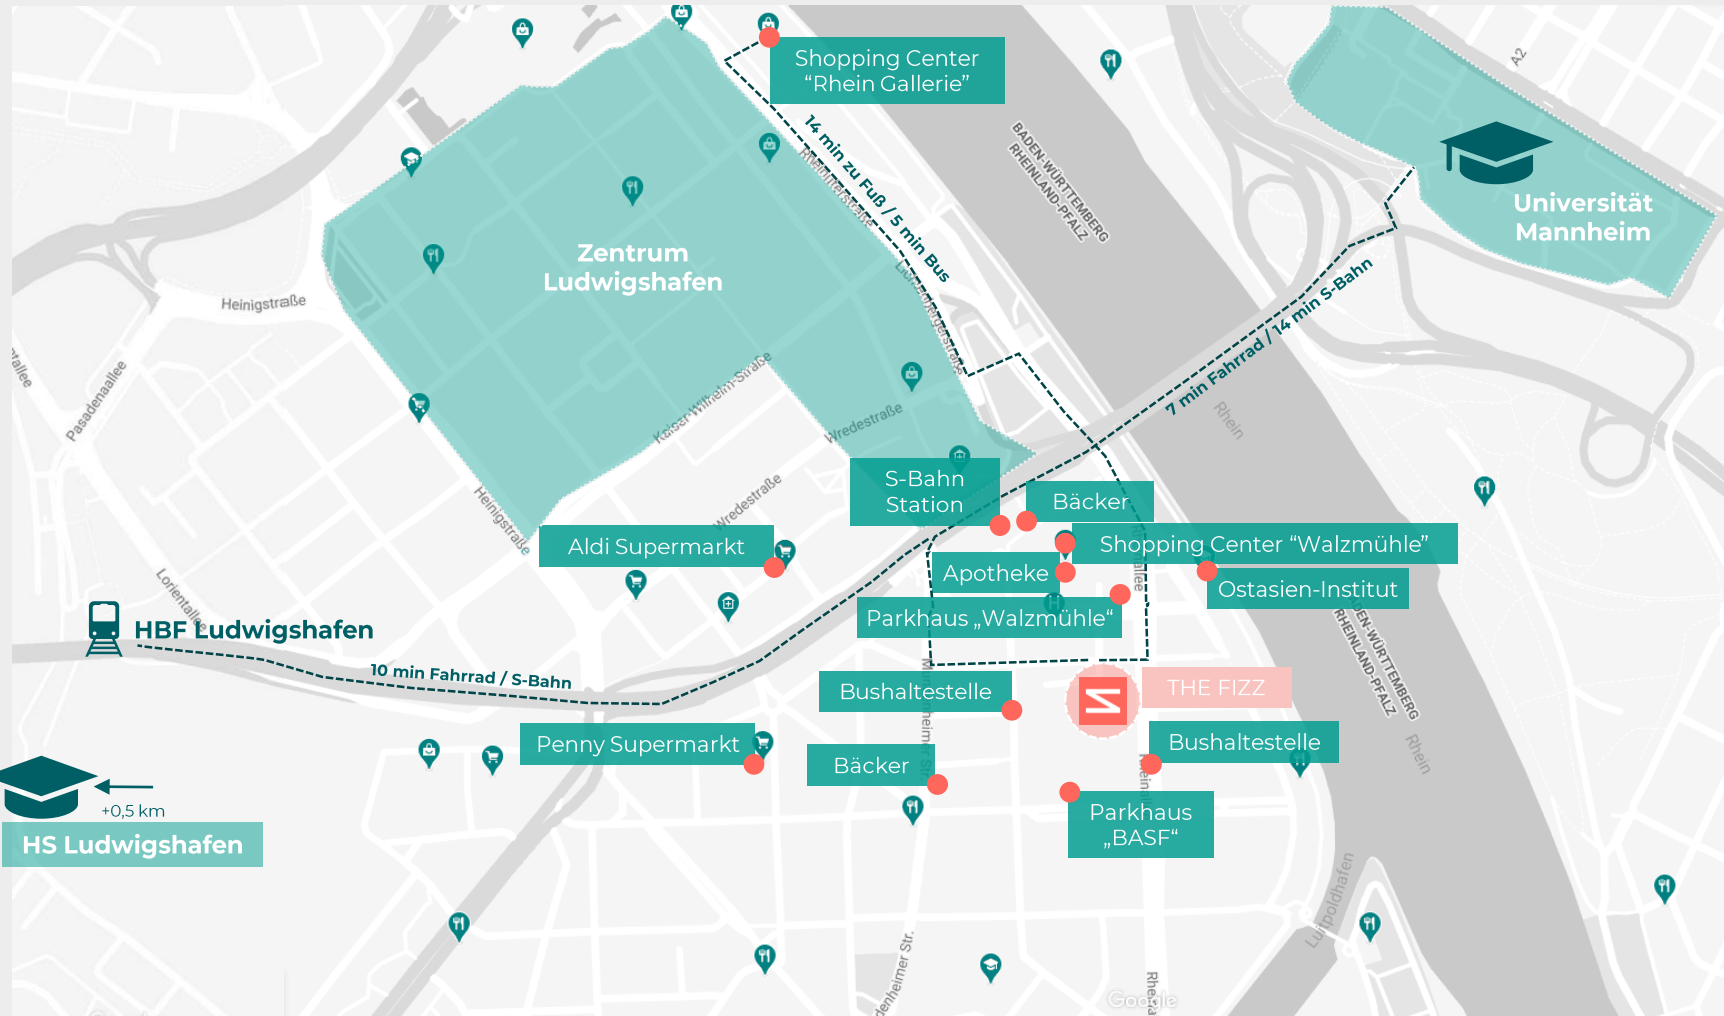 Shopping Center
“Rhein Gallerie”
A2
BADEN-WÜRTTEMBERG
RHEINLAND-PFALZ
14 min zu Fuß / 5 min Bus
Universität
Mannheim
Zentrum
Ludwigshafen
Heinigstraße
7 min Fahrrad / 14 min S-Bahn
Pasadenaallee
Kaiser-Wilhelm-Straße
Wredestraße
Rhein
S-Bahn
Station
Bäcker
Heinigstraße
Wredestraße
Aldi Supermarkt
Shopping Center “Walzmühle”
Apotheke
Ostasien-Institut
Lorientallee
Parkhaus „Walzmühle“
HBF Ludwigshafen
RHEINLAND-PFALZ
10 min Fahrrad / S-Bahn
Bushaltestelle
THE FIZZ
Penny Supermarkt
Bushaltestelle
Rhein
Bäcker
+0,5 km
Parkhaus
„BASF“
HS Ludwigshafen
Luitpoldhafen
Google